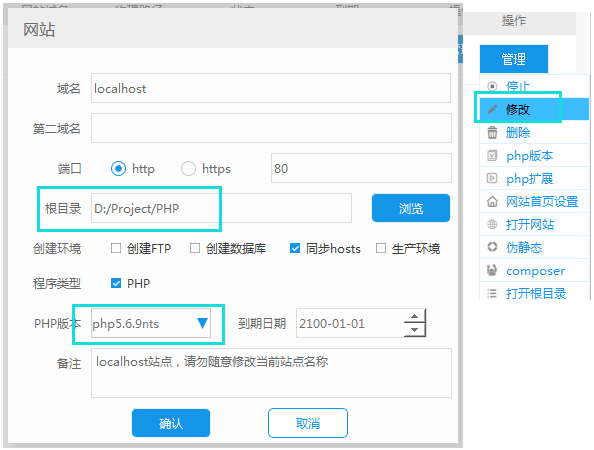 网站
域名 localhost
第二域名
端口 http https 80
根目录 D:/Project/PHP 浏览
创建环境 创建FTP 创建数据库 同步hosts 生产环境
程序类型 PHP
PHP版本 php5.6.9nts 到期日期 2100-01-01
备注 localhost站点，请勿随意修改当前站点名称
确认 取消
操作
管理
停止
修改
删除
php版本
php扩展
网站首页设置
打开网站
伪静态
composer
打开根目录